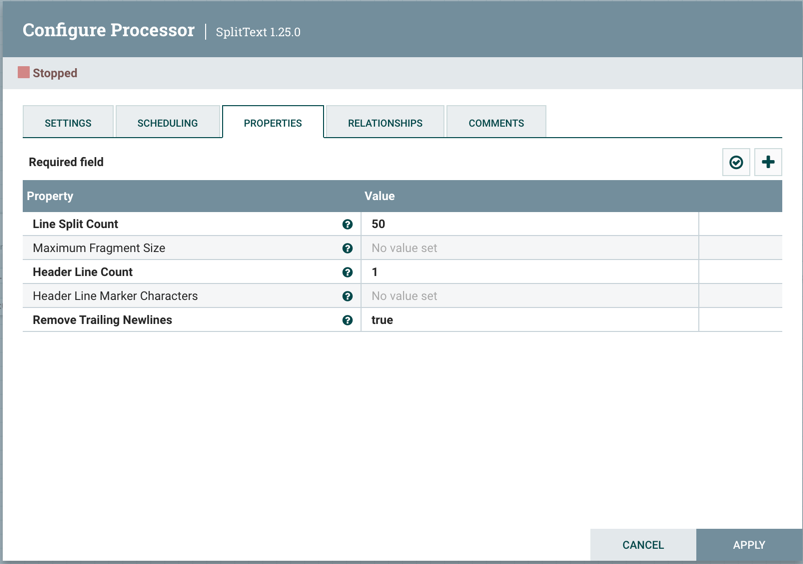 Configure Processor | SplitText 1.25.0
Stopped
SETTINGS SCHEDULING PROPERTIES RELATIONSHIPS COMMENTS
Required field
Property Value
Line Split Count 50
Maximum Fragment Size No value set
Header Line Count 1
Header Line Marker Characters No value set
Remove Trailing Newlines true
CANCEL APPLY